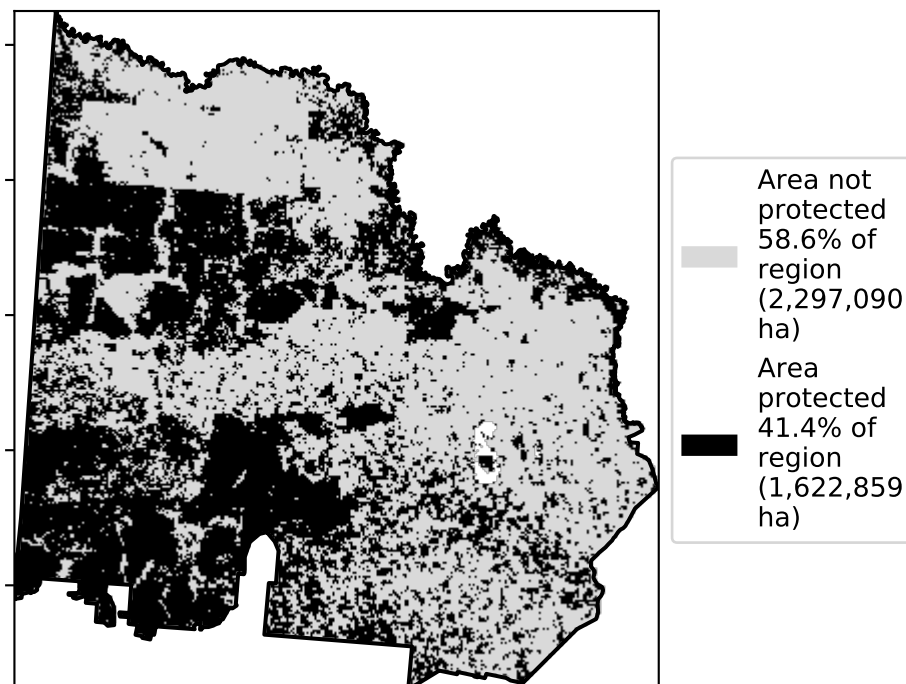 Area not
protected
58.6% of
region
(2,297,090
ha)
Area
protected
41.4% of
region
(1,622,859
ha)